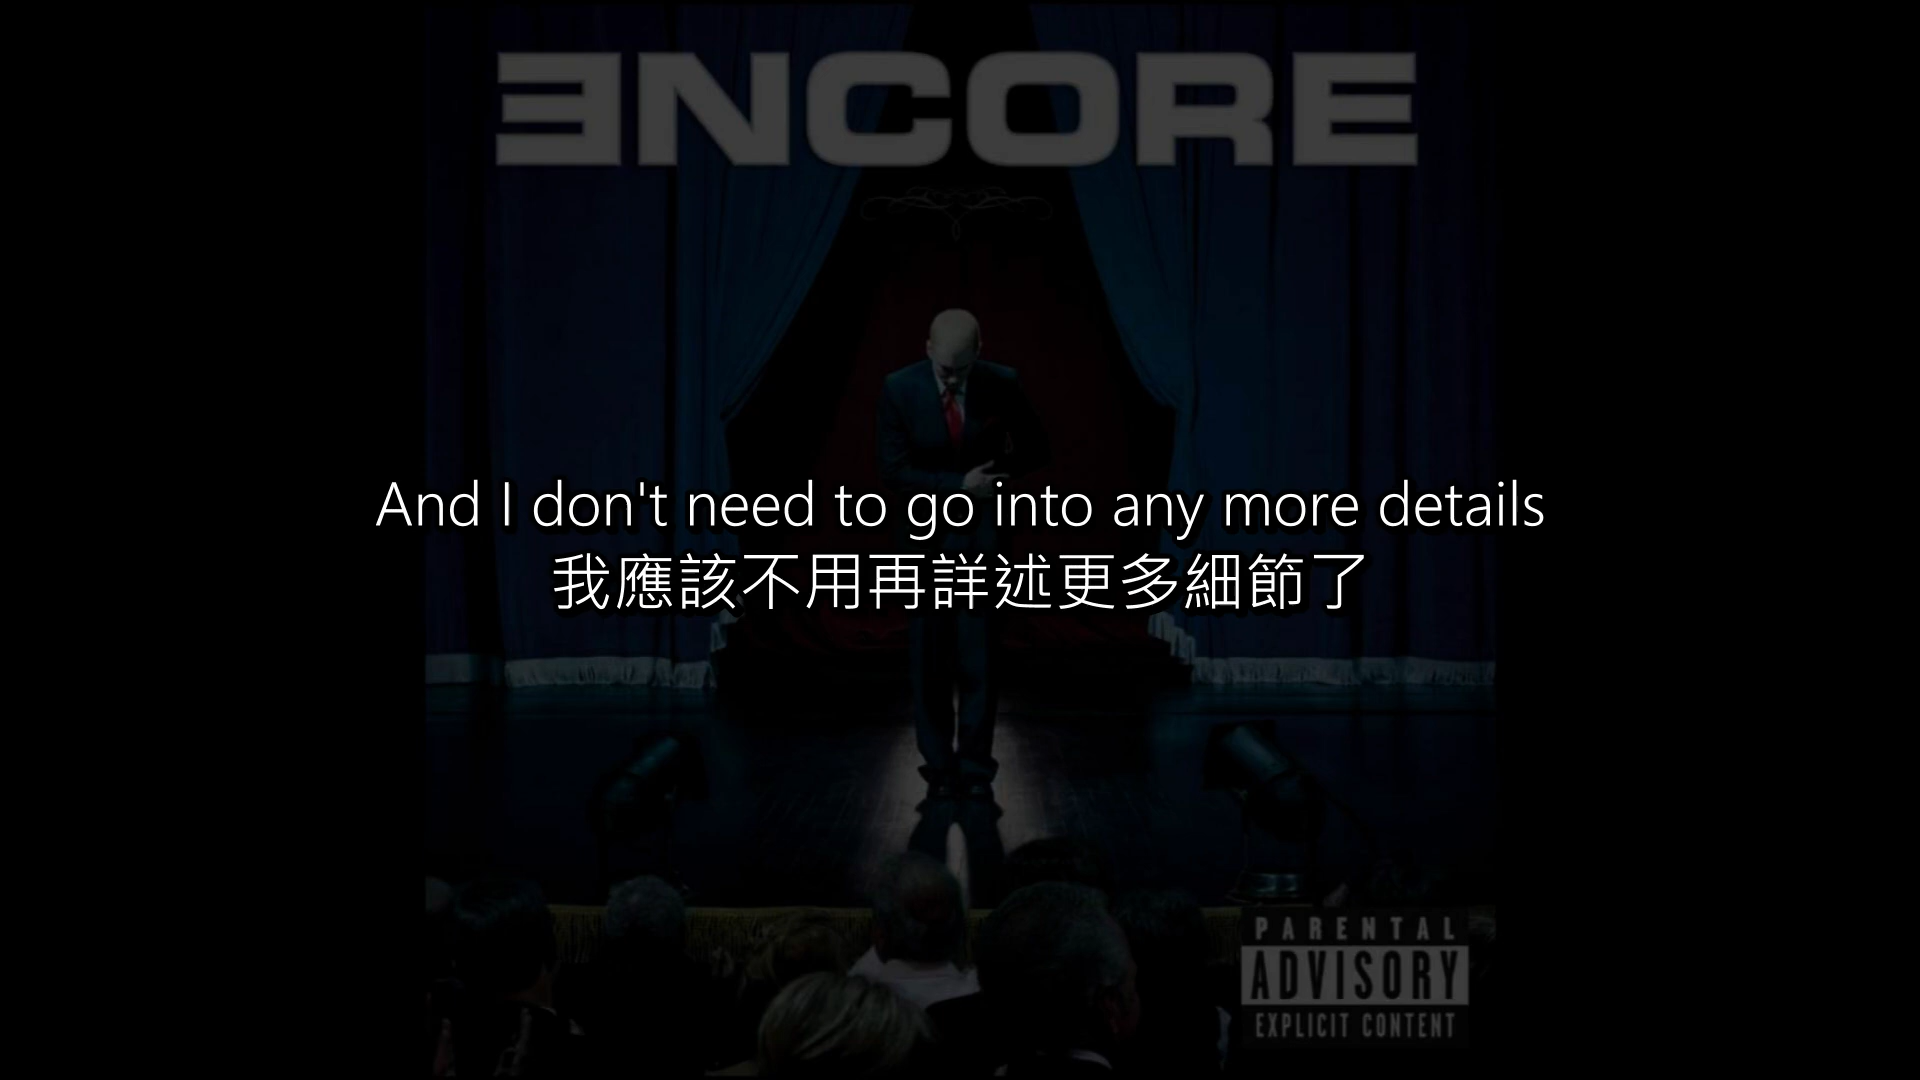 ENCORE
And I don't need to go into any more details
我應該不用再詳述更多細節了
PARENTAL
ADVISORY
EXPLICIT CONTENT